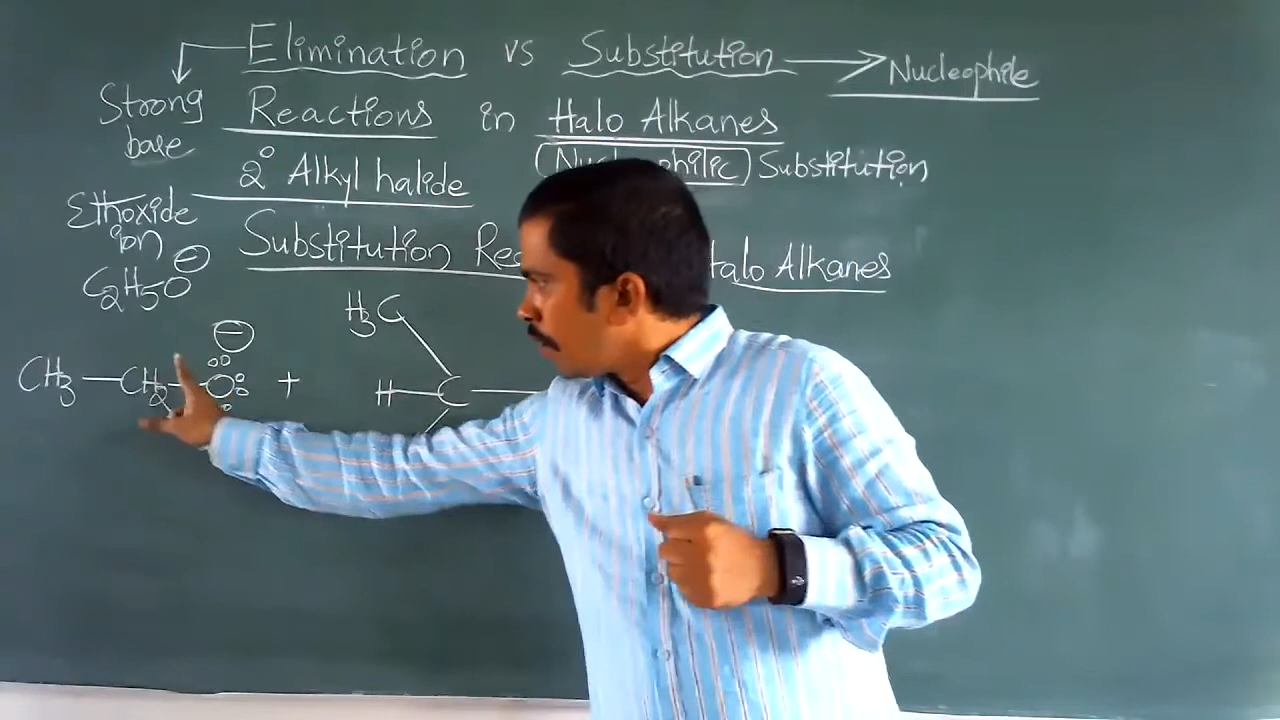 Elimination vs Substitution → Nucleophile
Strong base
Reactions in Halo Alkanes
2° Alkyl halide
Substitution
Ethoxide ion
C2H5O⊖
Substitution
Halo Alkanes
H3C
⊖
CH3—CH2—O + H—C—